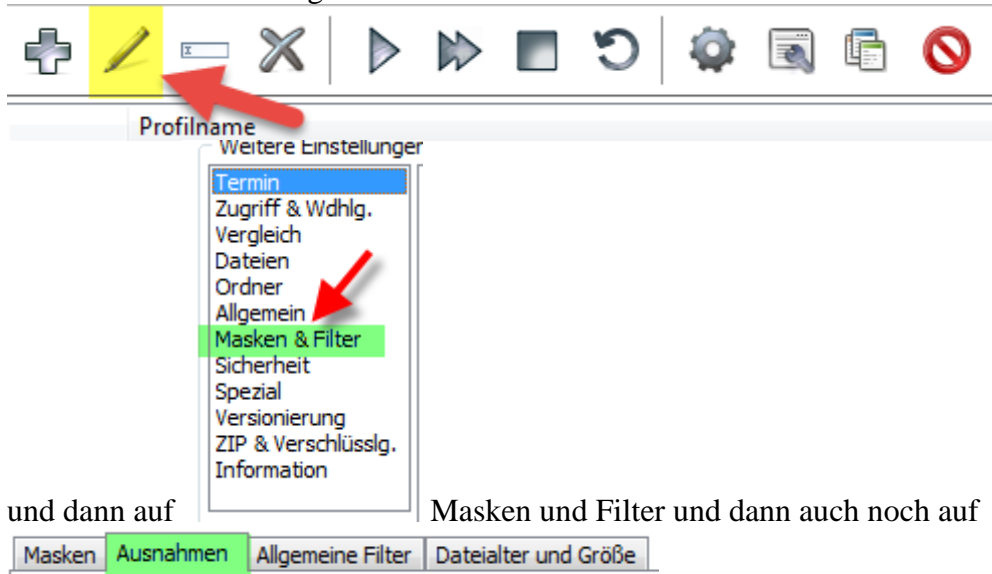 Profilname
Weitere Einstellunger
Termin
Zugriff & Wdhlg.
Vergleich
Dateien
Ordner
Allgemein
Masken & Filter
Sicherheit
Spezial
Versionierung
ZIP & Verschlüsslg.
Information
und dann auf Masken und Filter und dann auch noch auf
Masken Ausnahmen Allgemeine Filter Dateialter und Größe